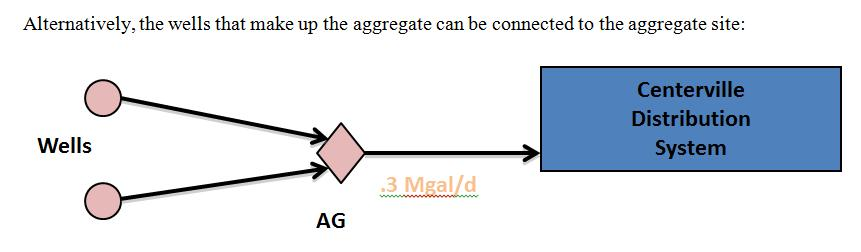 Alternatively, the wells that make up the aggregate can be connected to the aggregate site:
Centerville
Distribution
System
Wells
.3 Mgal/d
AG